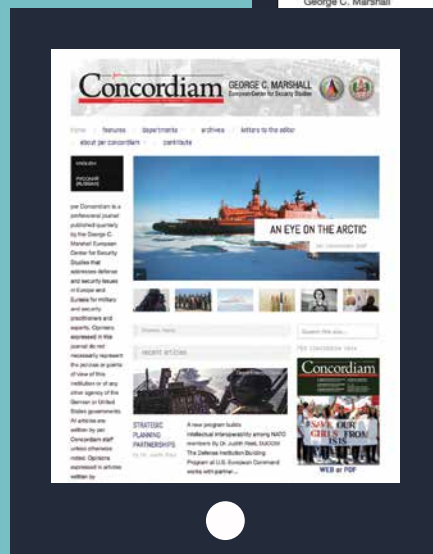 George C. Marshall
per
Concordiam
GEORGE C. MARSHALL
European Center for Security Studies
home / features / departments / archives / letters to the editor
/ about per concordiam / contribute
ENGLISH
РУССКИЙ
(RUSSIAN)
per Concordiam is a
professional journal
published quarterly
by the George C.
Marshall European
Center for Security
Studies that
addresses defense
and security issues
in Europe and
Eurasia for military
and security
practitioners and
experts. Opinions
expressed in this
journal do not
necessarily represent
the policies or points
of view of this
institution or of any
other agency of the
German or United
States governments.
All articles are
written by per
Concordiam staff
unless otherwise
noted. Opinions
expressed in articles
written by
AN EYE ON THE ARCTIC
per concordiam staff
recent articles
STRATEGIC
PLANNING
PARTNERSHIPS
A new program builds
intellectual interoperability among NATO
members
The Defense Institution Building
Program at U.S. European Command
works with partner...
Search this site...
PER CONCORDIAM
Concordiam
SAVE OUR
GIRLS FROM
ISIS
WEB or PDF